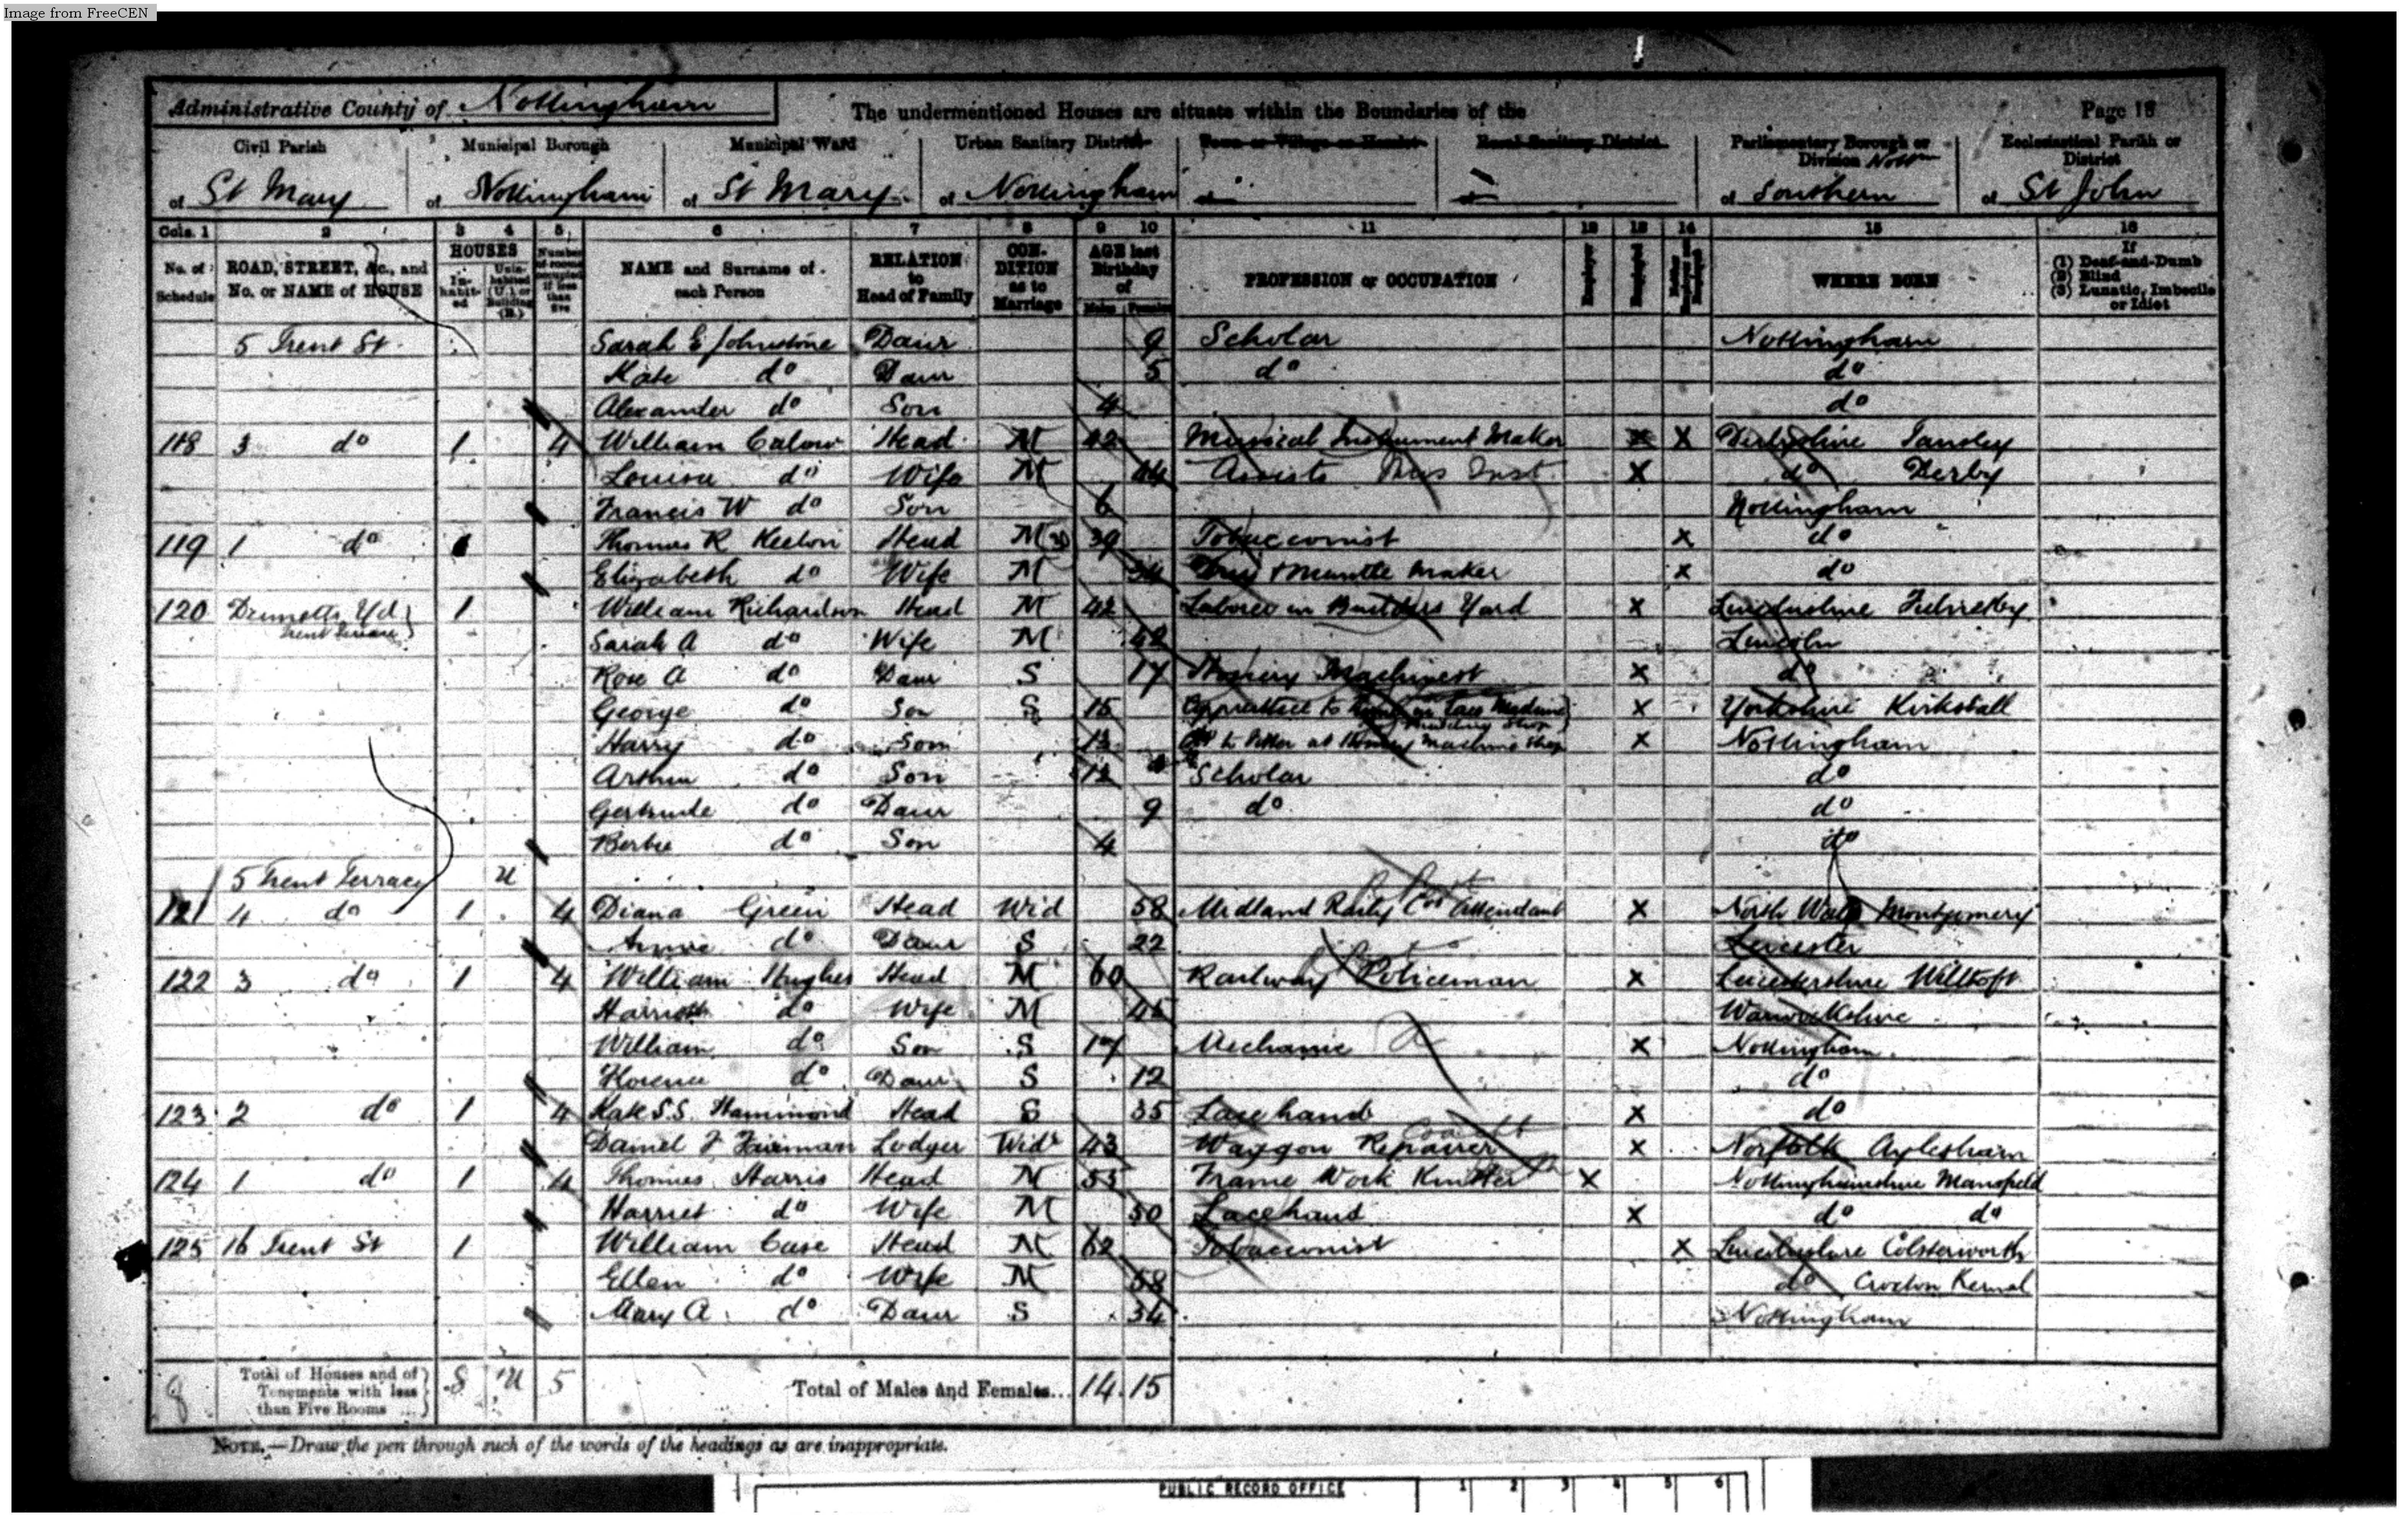 Image from FreeCEN
Administrative County of Nottingham The undermentioned Houses are situate within the Boundaries of the Page 18
Civil Parish Municipal Borough Municipal Ward Urban Sanitary District Town or Village or Hamlet Rural Sanitary District Parliamentary Borough or Division Nottm Ecclesiastical Parish or District
of St Mary of Nottingham of St Mary of Nottingham of of of Southern of St John
Cols. 1 2 3 4 5 6 7 8 9 10 11 12 13 14 15 16
No. of Schedule ROAD, STREET, &c., and No. or NAME of HOUSE HOUSES Inhabited Uninhabited (U.) or Building (B.) Number of rooms occupied if less than five NAME and Surname of each Person RELATION to Head of Family CONDITION as to Marriage AGE last Birthday of Males Females PROFESSION or OCCUPATION Employer Employed Neither Employer nor Employed WHERE BORN If (1) Deaf-and-Dumb (2) Blind (3) Lunatic, Imbecile or Idiot
5 Trent St. Sarah E Johnstone Daur 9 Scholar Nottingham
Kate do Daur 5 do do
Alexander do Son 4 do
118 3 do 1 4 William Calow Head M 42 Musical Instrument Maker X X Derbyshire Tansley
Louisa do Wife M 44 Assists Mus Inst X do Derby
Francis W do Son 6 Nottingham
119 1 do 1 Thomas R Keeton Head M 39 Tobacconist X do
Elizabeth do Wife M 34 & Mantle Maker X do
120 Yd Trent Terrace 1 William Richardson Head M 42 Laborer in Builders Yard X Lincolnshire
Sarah A do Wife M 42 Lincoln
Rose A do Daur S 17 Hosiery Machinist X do
George do Son S 15 Apprentice to in Lace Machine Shop X Yorkshire Kirkstall
Harry do Son 13 to Fitter at Hosiery Machine Shop X Nottingham
Arthur do Son 12 Scholar do
Gertrude do Daur 9 do do
Bertie do Son 4 do
5 Trent Terrace U
121 4 do 1 4 Diana Green Head Wid 58 Midland Raily Cos Attendant X North Wales Montgomery
Annie do Daur S 22 Leicester
122 3 do 1 4 William Hughes Head M 60 Railway Policeman X Leicestershire Willtoft
Harriett do Wife M 45 Warwickshire
William do Son S 17 Mechanic X Nottingham
Florence do Daur S 12 do
123 2 do 1 4 Kate S.S. Hammond Head S 35 Lace hand X do
Daniel F Fairman Lodger Widr 43 Waggon Repairer X Norfolk Aylesham
124 1 do 1 4 Thomas Harris Head M 53 Frame Work Knitter X Nottinghamshire Mansfield
Harriet do Wife M 50 Lacehand X do do
125 16 Trent St 1 William Case Head M 62 Tobacconist X Lincolnshire Colsterworth
Ellen do Wife M 58 do Croxton Kerual
Mary A do Daur S 34 Nottingham
8 Total of Houses and of Tenements with less than Five Rooms ... 8 1U 5 Total of Males and Females... 14 15
NOTE.—Draw the pen through such of the words of the headings as are inappropriate.
PUBLIC RECORD OFFICE 1 2 3 4 5 6